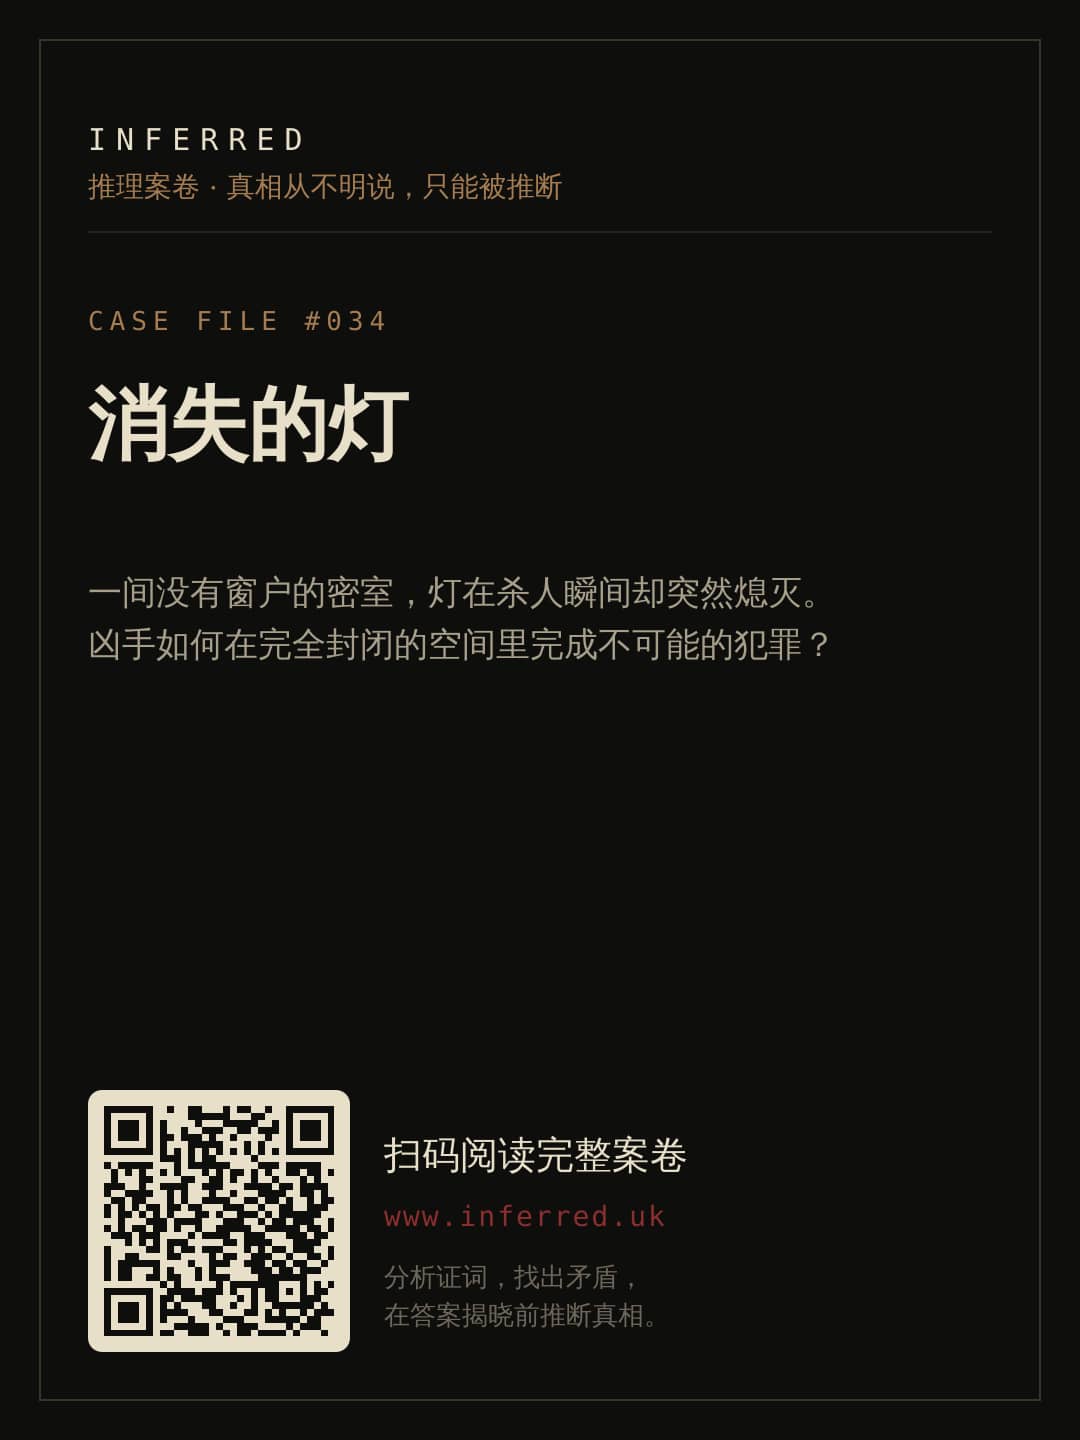 INFERRED
推理案卷 · 真相从不明说，只能被推断
CASE FILE #034
消失的灯
一间没有窗户的密室，灯在杀人瞬间却突然熄灭。
凶手如何在完全封闭的空间里完成不可能的犯罪？
扫码阅读完整案卷
www.inferred.uk
分析证词，找出矛盾，
在答案揭晓前推断真相。